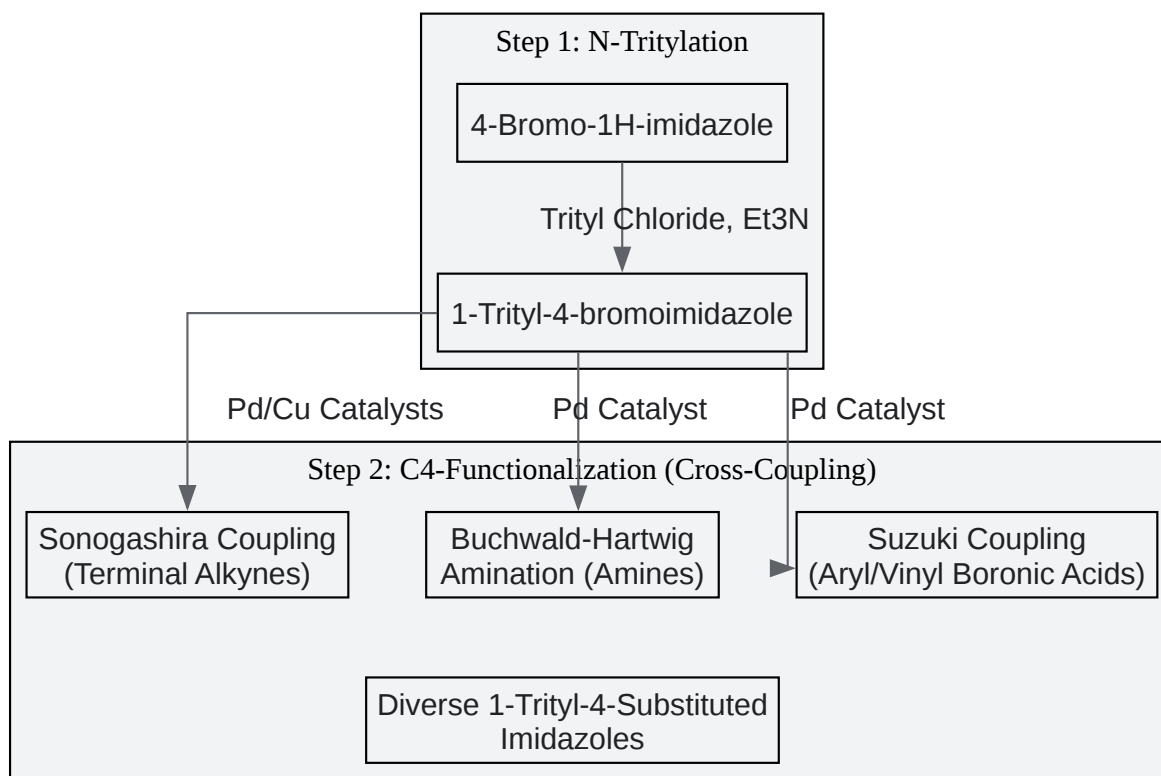 Step 1: N-Tritylation
4-Bromo-1H-imidazole
Trityl Chloride, Et3N
1-Trityl-4-bromoimidazole
Pd/Cu Catalysts
Pd Catalyst
Pd Catalyst
Step 2: C4-Functionalization (Cross-Coupling)
Sonogashira Coupling
(Terminal Alkynes)
Buchwald-Hartwig
Amination (Amines)
Suzuki Coupling
(Aryl/Vinyl Boronic Acids)
Diverse 1-Trityl-4-Substituted
Imidazoles